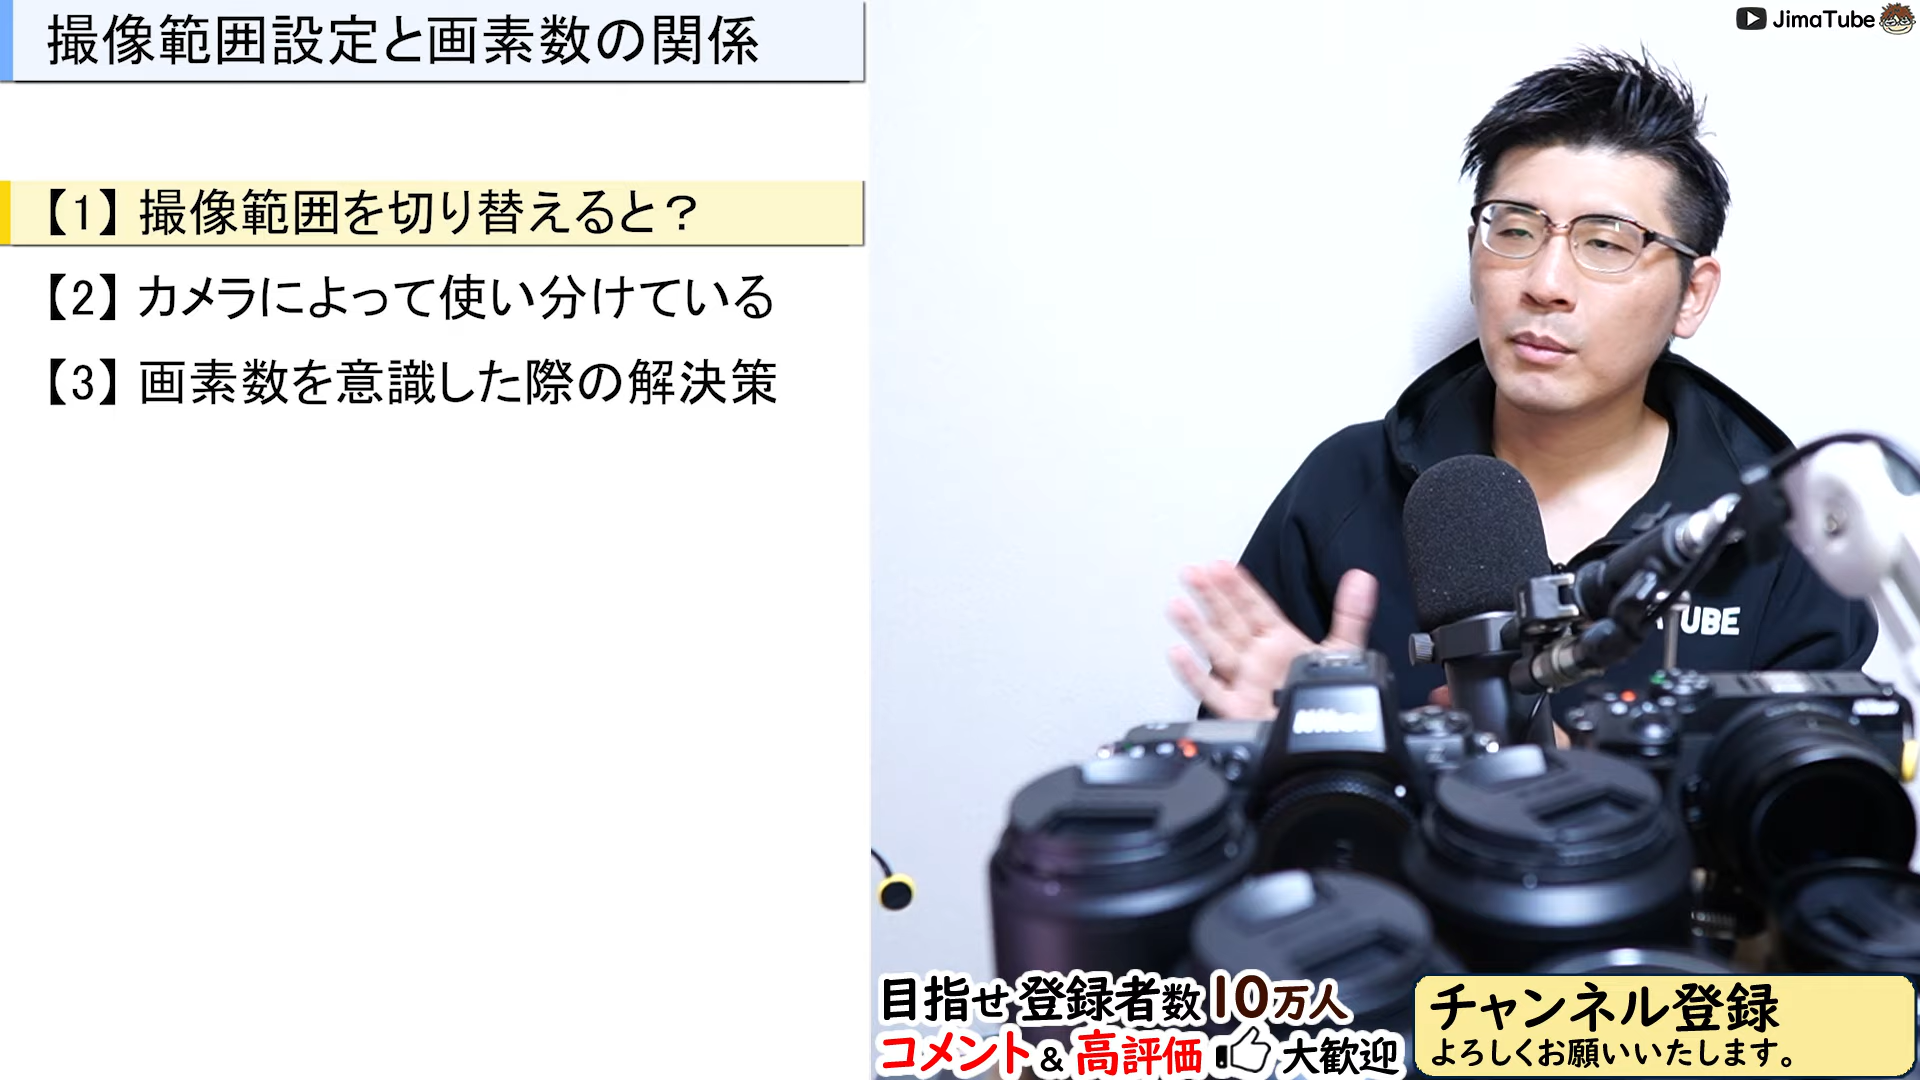 撮像範囲設定と画素数の関係
JimaTube
【1】 撮像範囲を切り替えると？
【2】 カメラによって使い分けている
【3】 画素数を意識した際の解決策
TUBE
Nikon
Nikon
目指せ 登録者数 10万人
コメント & 高評価 大歓迎
チャンネル登録
よろしくお願いいたします。